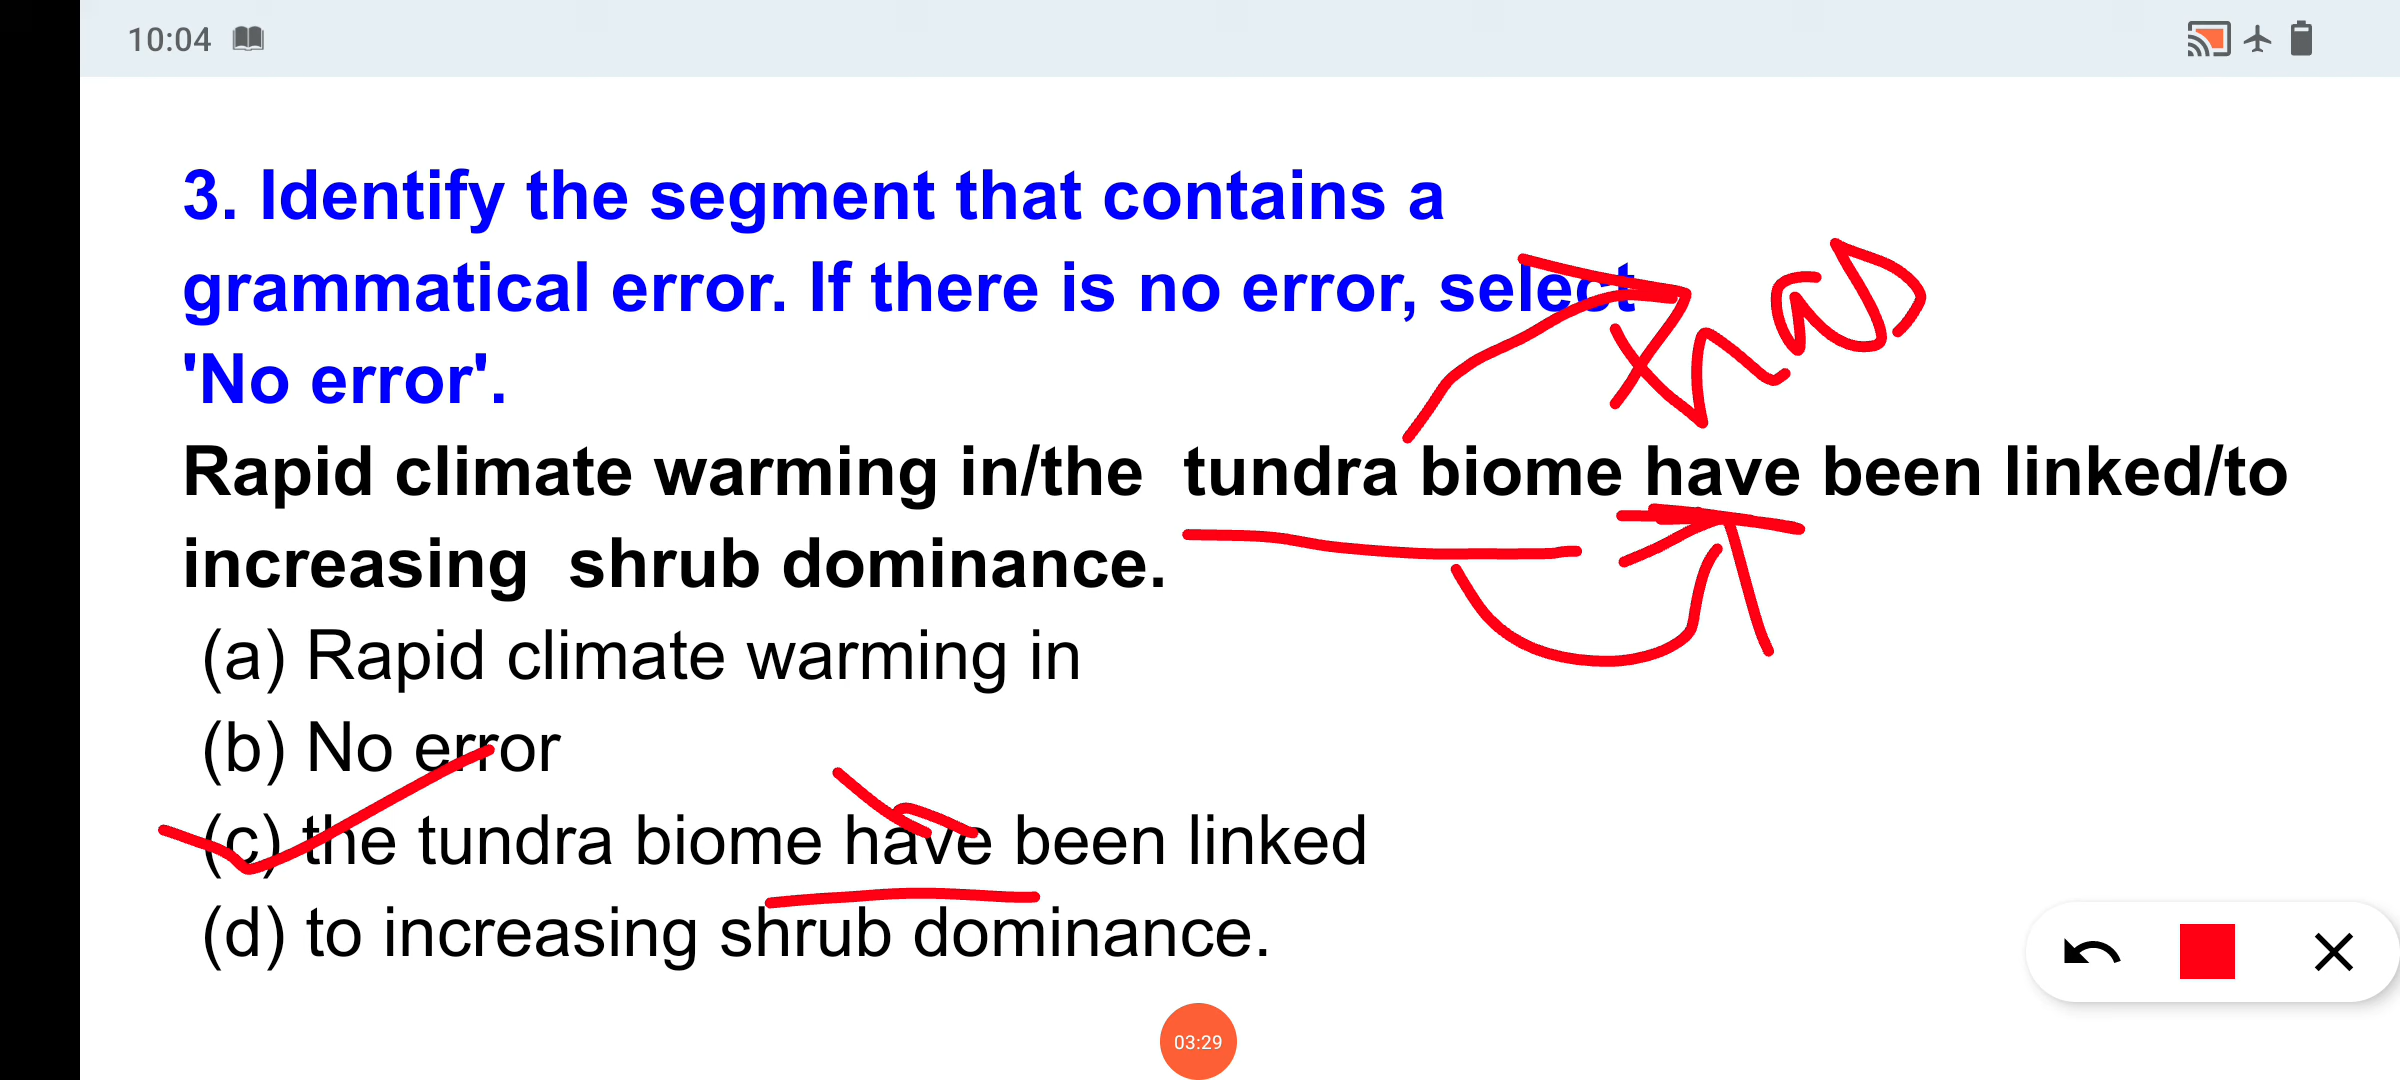 10:04
3. Identify the segment that contains a
grammatical error. If there is no error, select
has
'No error'.
Rapid climate warming in/the tundra biome have been linked/to
increasing shrub dominance.
(a) Rapid climate warming in
(b) No error
(c) the tundra biome have been linked
(d) to increasing shrub dominance.
03:29